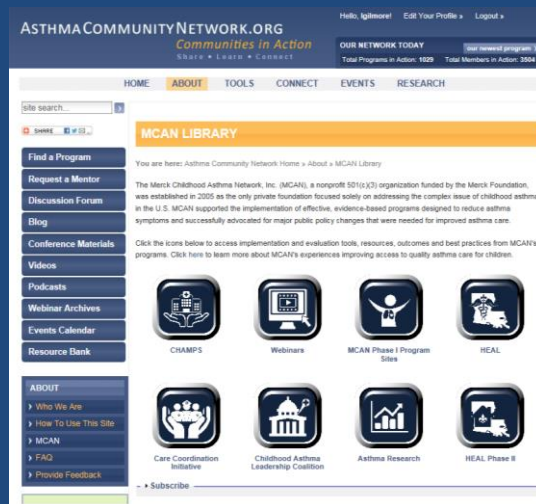 Hello, lgilmore! Edit Your Profile » Logout »
ASTHMACOMMUNITYNETWORK.ORG
Communities in Action
Share • Learn • Connect
OUR NETWORK TODAY
our newest program
Total Programs in Action: 1029 Total Members in Action: 3504
HOME ABOUT TOOLS CONNECT EVENTS RESEARCH
site search...
SHARE
Find a Program
Request a Mentor
Discussion Forum
Blog
Conference Materials
Videos
Podcasts
Webinar Archives
Events Calendar
Resource Bank
ABOUT
› Who We Are
› How To Use This Site
› MCAN
› FAQ
› Provide Feedback
MCAN LIBRARY
You are here: Asthma Community Network Home » About » MCAN Library
The Merck Childhood Asthma Network, Inc. (MCAN), a nonprofit 501(c)(3) organization funded by the Merck Foundation,
was established in 2005 as the only private foundation focused solely on addressing the complex issue of childhood asthma
in the U.S. MCAN supported the implementation of effective, evidence-based programs designed to reduce asthma
symptoms and successfully advocated for major public policy changes that were needed for improved asthma care.
Click the icons below to access implementation and evaluation tools, resources, outcomes and best practices from MCAN's
programs. Click here to learn more about MCAN's experiences improving access to quality asthma care for children.
CHAMPS
Webinars
MCAN Phase I Program
Sites
HEAL
Care Coordination
Initiative
Childhood Asthma
Leadership Coalition
Asthma Research
HEAL Phase II
Subscribe